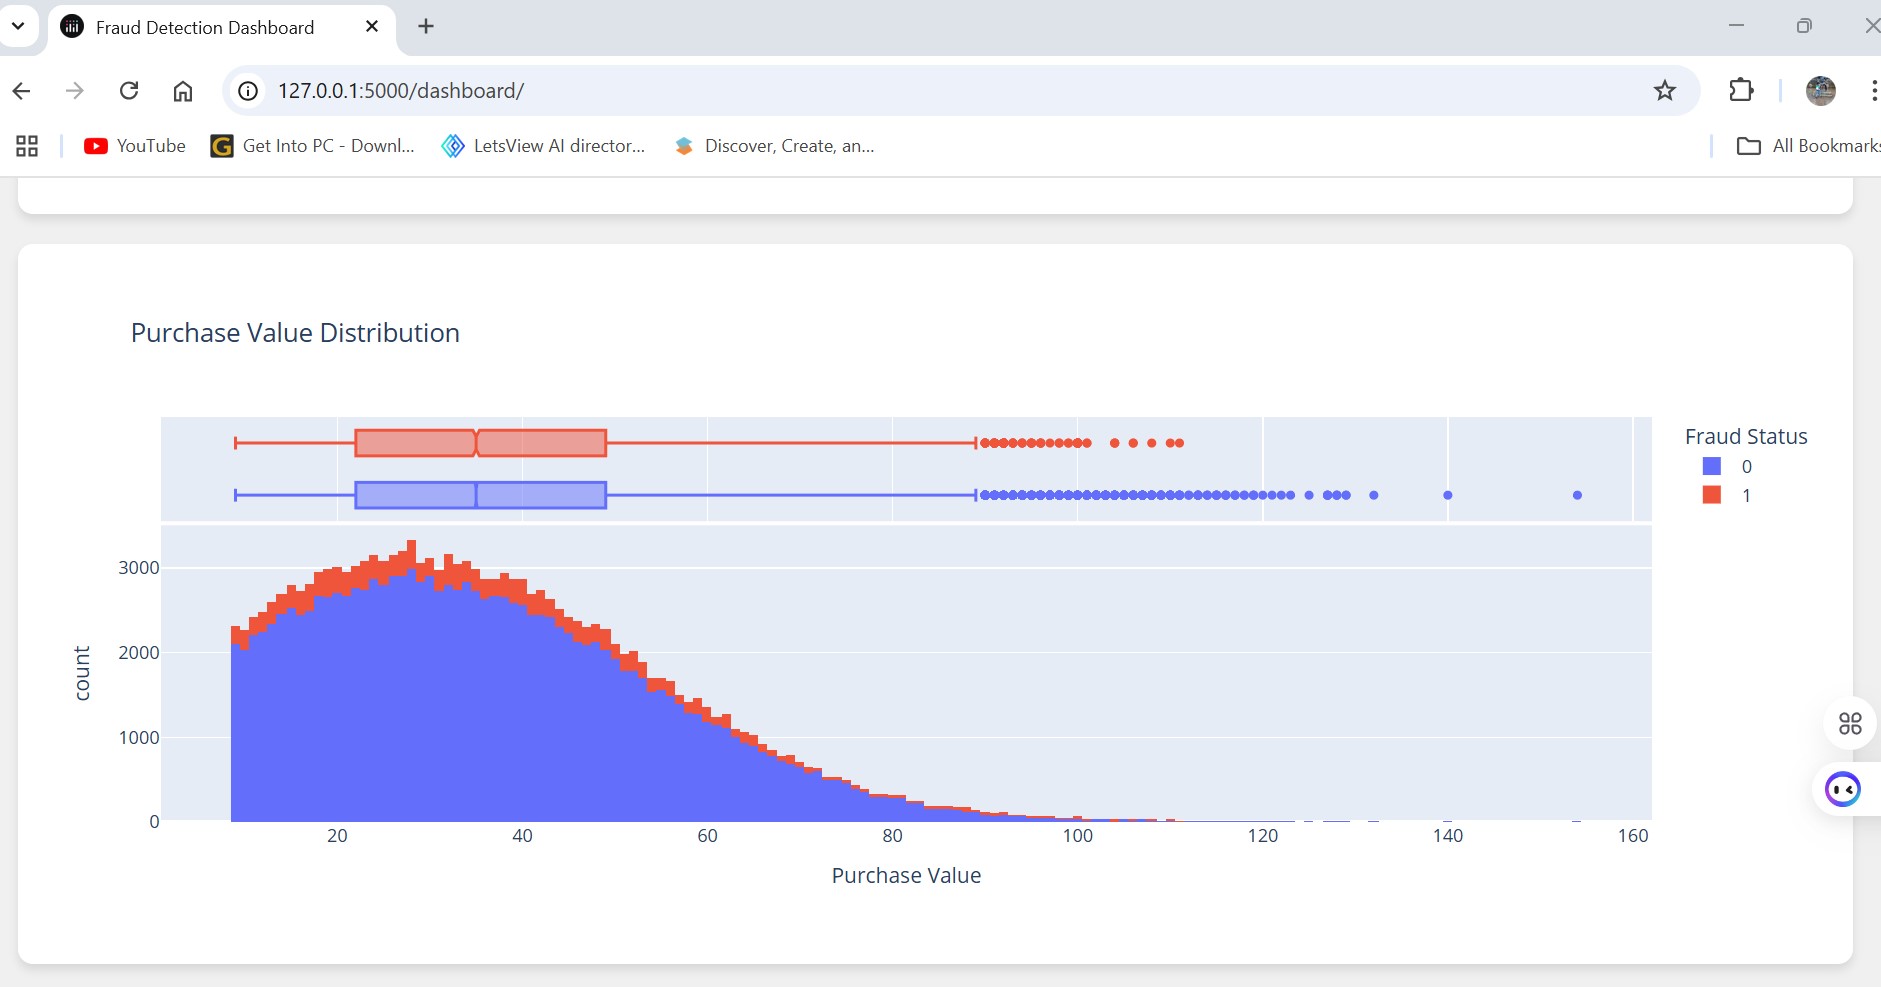 Fraud Detection Dashboard
127.0.0.1:5000/dashboard/
YouTube
Get Into PC - Downl...
LetsView AI director...
Discover, Create, an...
All Bookmarks
Purchase Value Distribution
Fraud Status
0
1
3000
2000
1000
0
count
20 40 60 80 100 120 140 160
Purchase Value